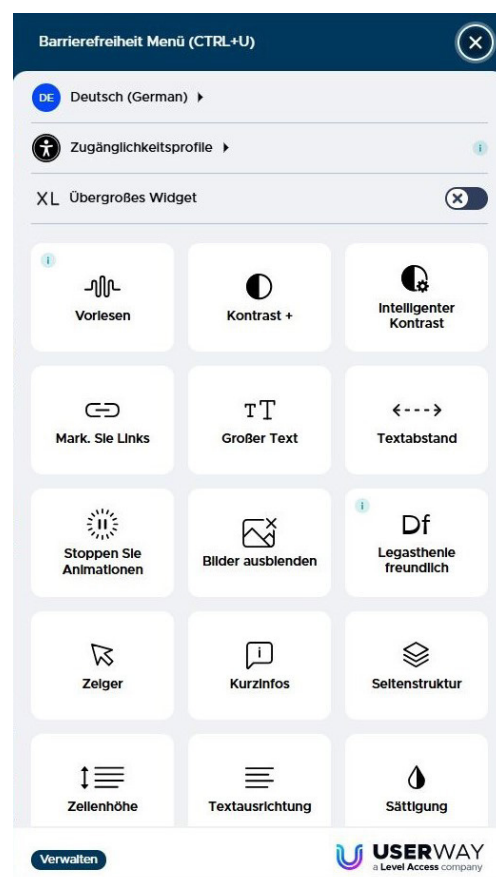 Barrierefreiheit Menü (CTRL+U)
DE Deutsch (German)
Zugänglichkeitsprofile i
XL Übergroßes Widget
i
Vorlesen
Kontrast +
Intelligenter
Kontrast
Mark. Sie Links
TT
Großer Text
Textabstand
Stoppen Sie
Animationen
Bilder ausblenden
i
Df
Legasthenie
freundlich
Zeiger
i
Kurzinfos
Seitenstruktur
Zeilenhöhe
Textausrichtung
Sättigung
Verwalten
USERWAY
a Level Access company